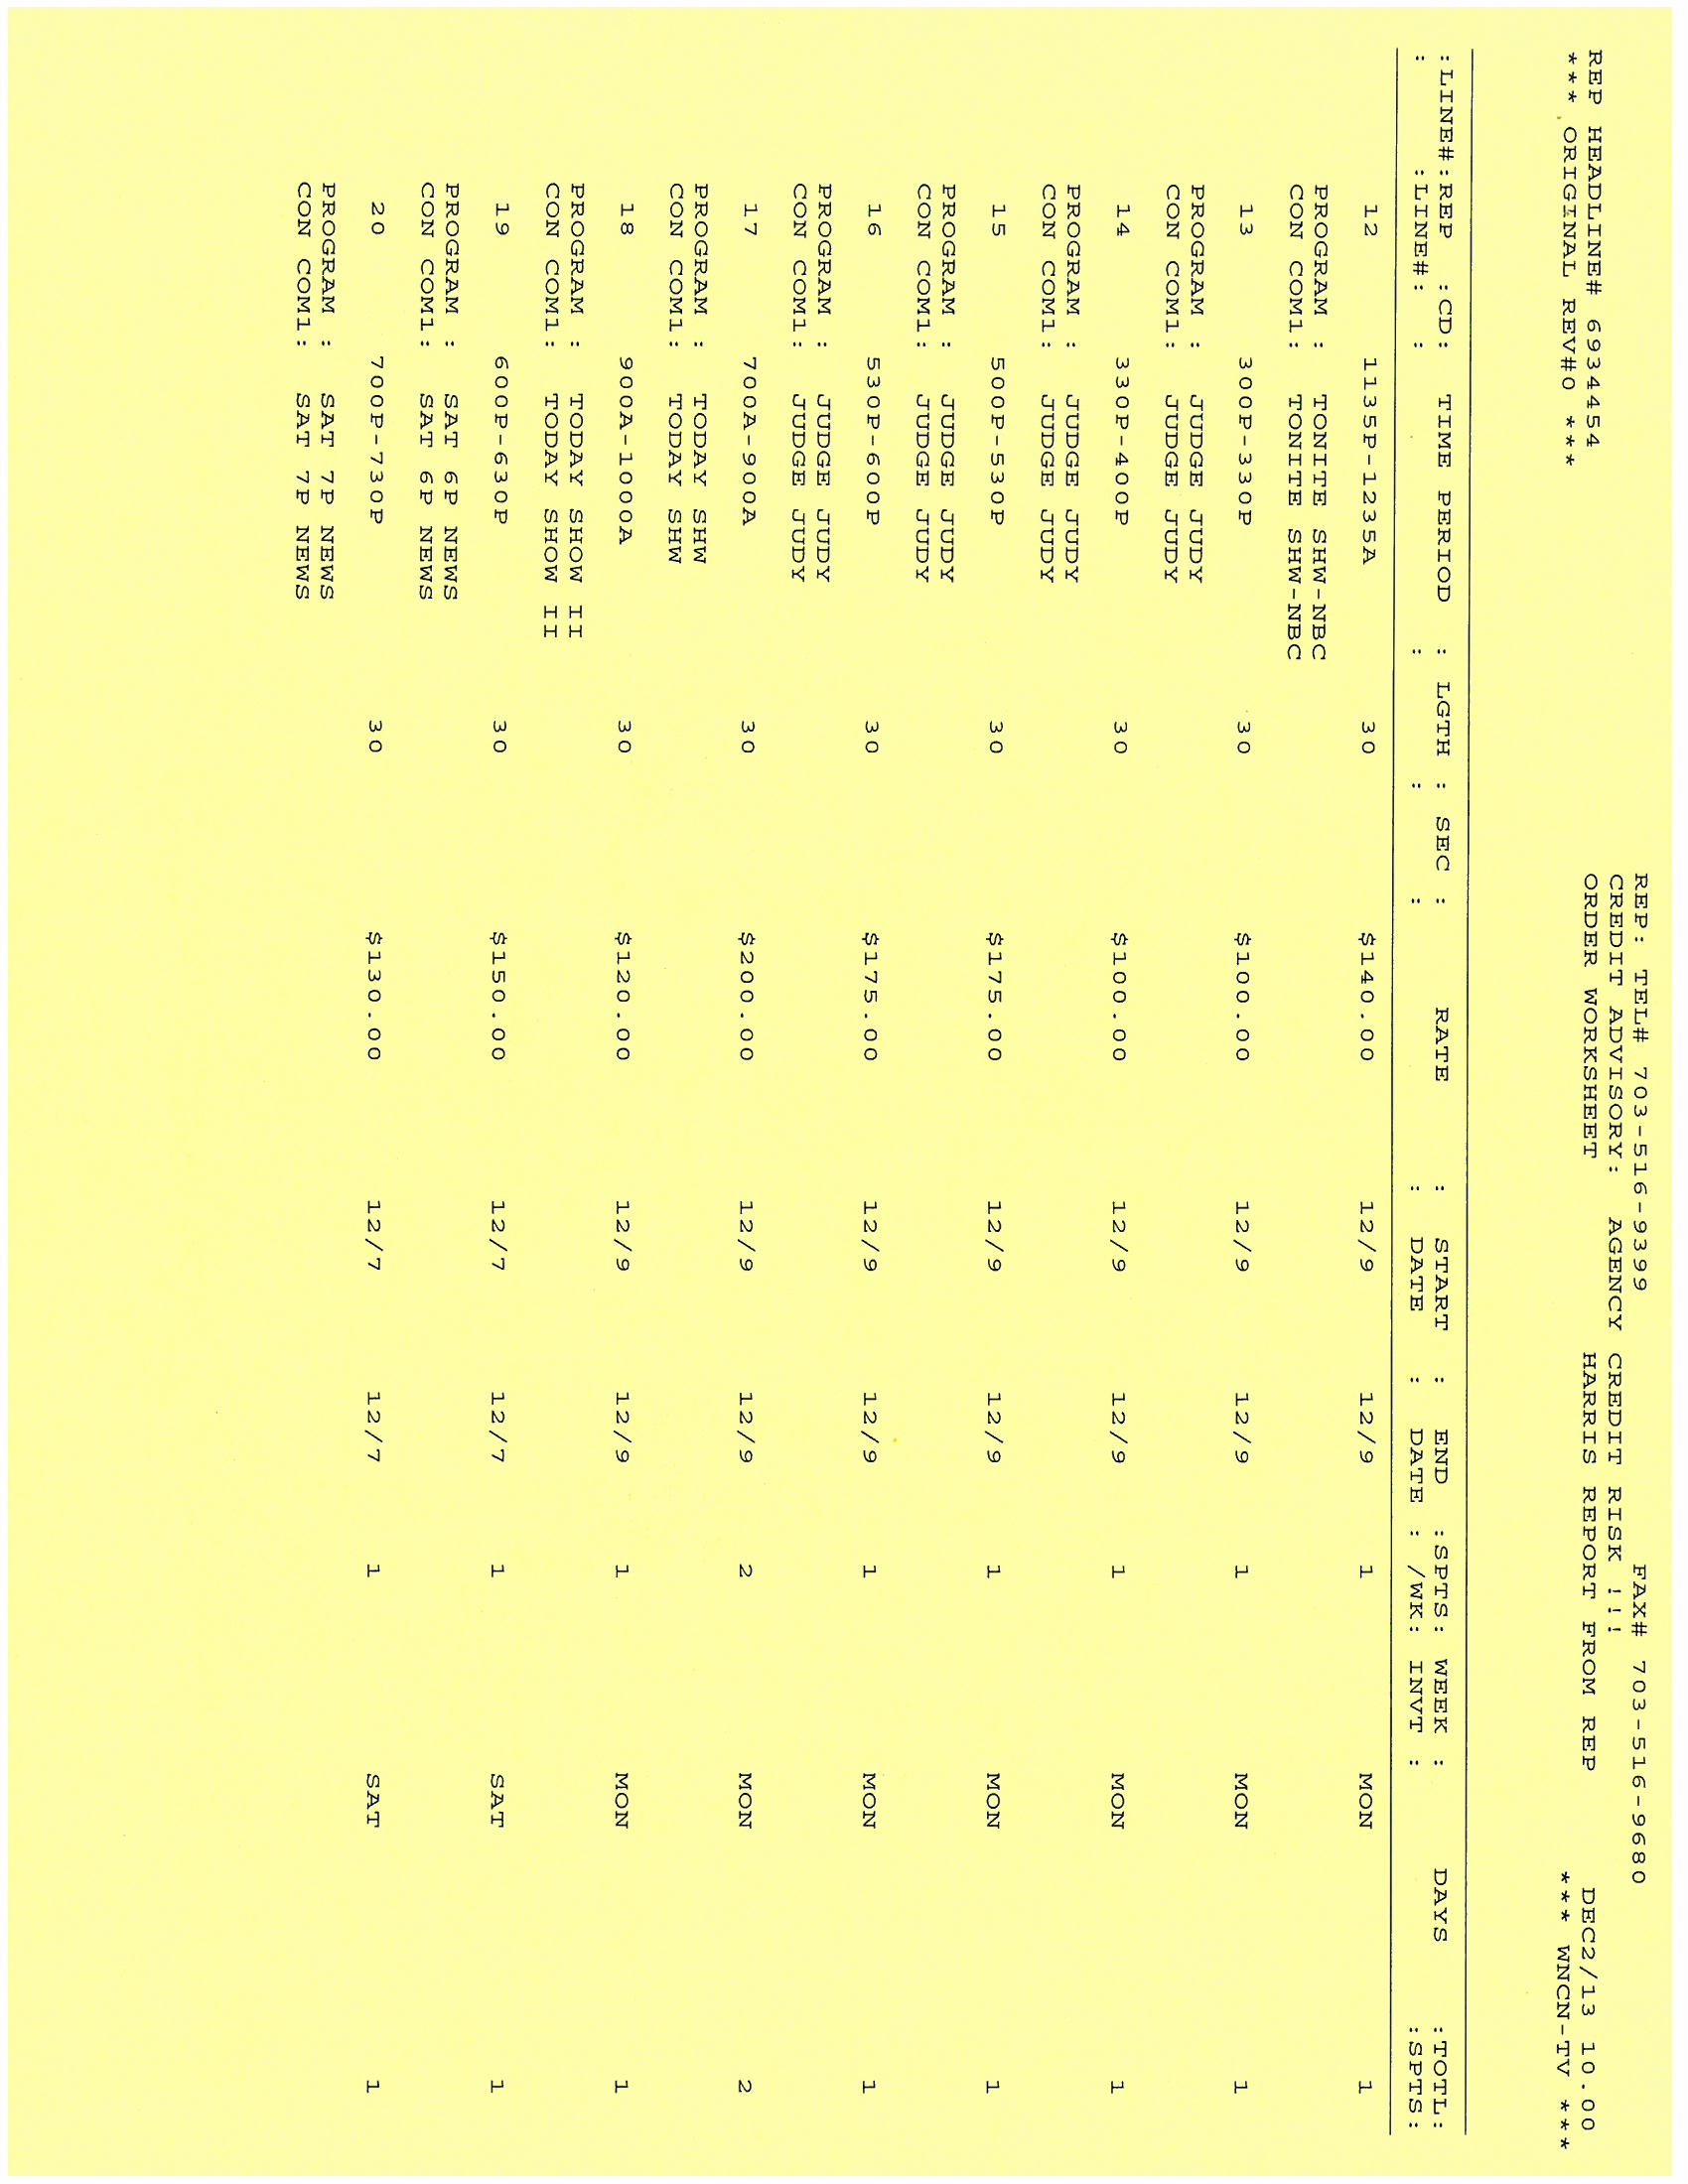 REP: TEL# 703-516-9399 FAX# 703-516-9680
CREDIT ADVISORY: AGENCY CREDIT RISK !!!
REP HEADLINE# 6934454 ORDER WORKSHEET HARRIS REPORT FROM REP DEC2/13 10.00
*** ORIGINAL REV#0 *** *** WNCN-TV ***
:LINE#:REP :CD: TIME PERIOD : LGTH : SEC : RATE : START : END :SPTS: WEEK : DAYS :TOTL:
: :LINE#: : : : : DATE : DATE : /WK: INVT : :SPTS:
12 1135P-1235A 30 $140.00 12/9 12/9 1 MON 1
PROGRAM : TONITE SHW-NBC
CON COM1: TONITE SHW-NBC
13 300P-330P 30 $100.00 12/9 12/9 1 MON 1
PROGRAM : JUDGE JUDY
CON COM1: JUDGE JUDY
14 330P-400P 30 $100.00 12/9 12/9 1 MON 1
PROGRAM : JUDGE JUDY
CON COM1: JUDGE JUDY
15 500P-530P 30 $175.00 12/9 12/9 1 MON 1
PROGRAM : JUDGE JUDY
CON COM1: JUDGE JUDY
16 530P-600P 30 $175.00 12/9 12/9 1 MON 1
PROGRAM : JUDGE JUDY
CON COM1: JUDGE JUDY
17 700A-900A 30 $200.00 12/9 12/9 2 MON 2
PROGRAM : TODAY SHW
CON COM1: TODAY SHW
18 900A-1000A 30 $120.00 12/9 12/9 1 MON 1
PROGRAM : TODAY SHOW II
CON COM1: TODAY SHOW II
19 600P-630P 30 $150.00 12/7 12/7 1 SAT 1
PROGRAM : SAT 6P NEWS
CON COM1: SAT 6P NEWS
20 700P-730P 30 $130.00 12/7 12/7 1 SAT 1
PROGRAM : SAT 7P NEWS
CON COM1: SAT 7P NEWS